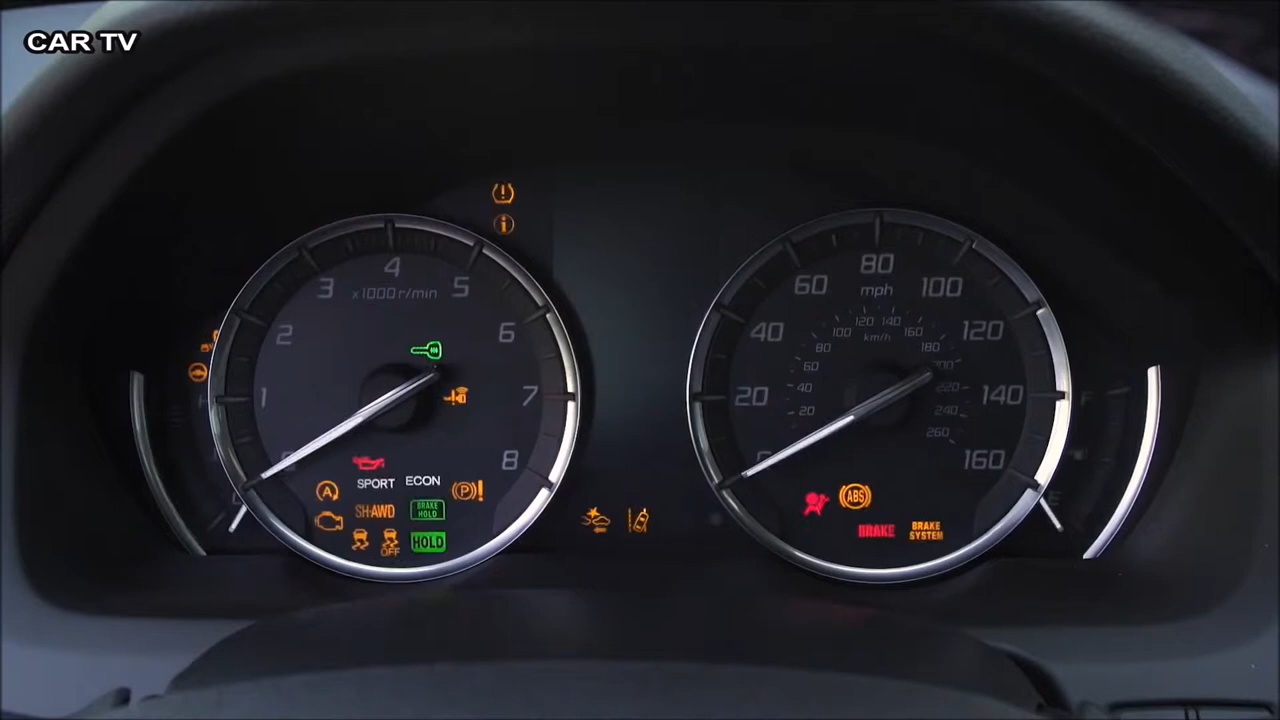 CAR TV
4
3
5
x1000 r/min
2
6
1
7
8
SPORT
ECON
A
(P)!
SH-AWD
BRAKE
HOLD
OFF
HOLD
80
60
mph
100
40
120
20
140
160
120 140
100
160
km/h
80
180
60
200
40
220
20
240
260
ABS
BRAKE
BRAKE
SYSTEM
F
E